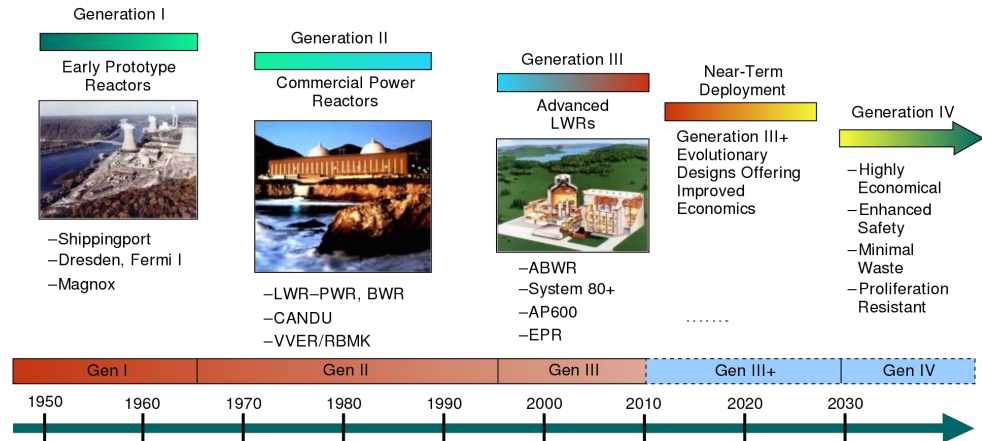 Generation I
Early Prototype
Reactors
–Shippingport
–Dresden, Fermi I
–Magnox
Generation II
Commercial Power
Reactors
–LWR–PWR, BWR
–CANDU
–VVER/RBMK
Generation III
Advanced
LWRs
–ABWR
–System 80+
–AP600
–EPR
Near-Term
Deployment
Generation III+
Evolutionary
Designs Offering
Improved
Economics
.......
Generation IV
–Highly
Economical
–Enhanced
Safety
–Minimal
Waste
–Proliferation
Resistant
Gen I Gen II Gen III Gen III+ Gen IV
1950 1960 1970 1980 1990 2000 2010 2020 2030